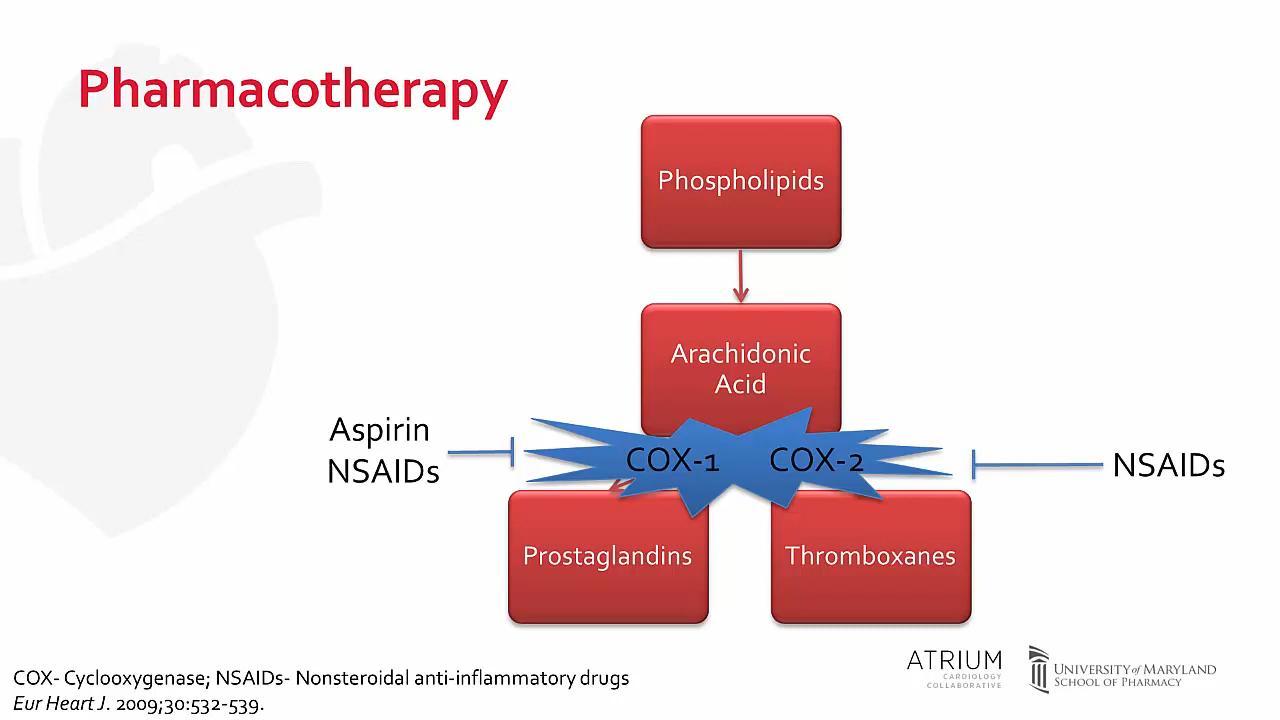 Pharmacotherapy
Phospholipids
Arachidonic
Acid
Aspirin
NSAIDs
COX-1
COX-2
NSAIDs
Prostaglandins
Thromboxanes
COX- Cyclooxygenase; NSAIDs- Nonsteroidal anti-inflammatory drugs
Eur Heart J. 2009;30:532-539.
ATRIUM
CARDIOLOGY
COLLABORATIVE
UNIVERSITY of MARYLAND
SCHOOL OF PHARMACY